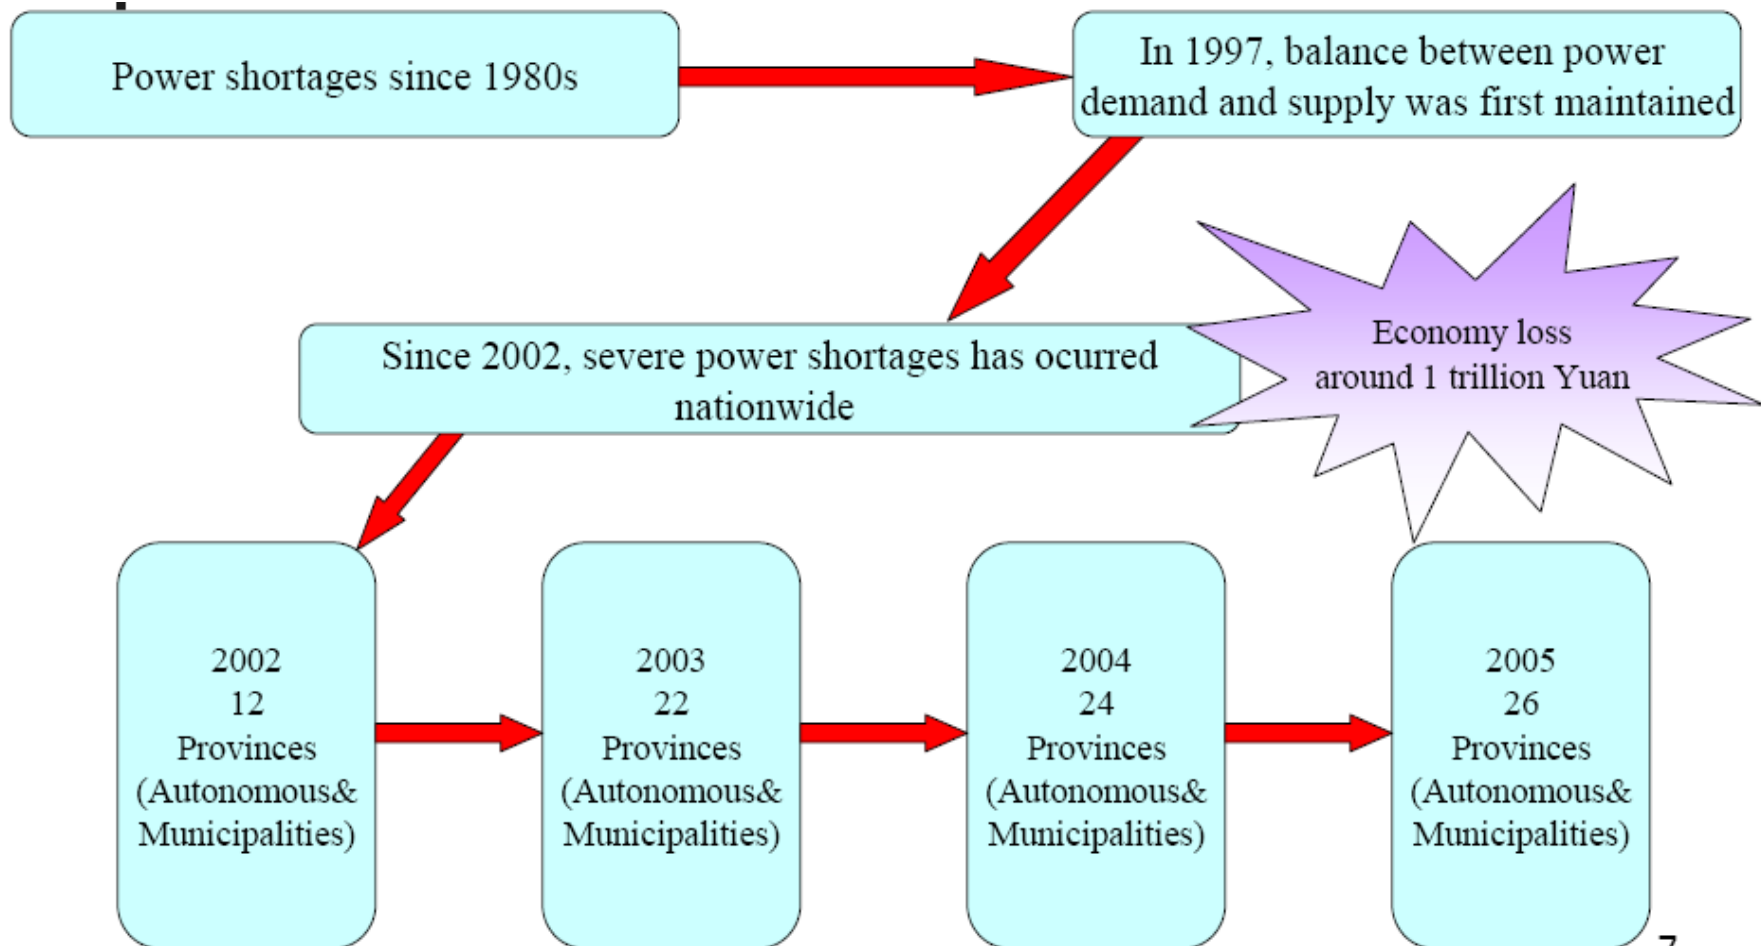 Power shortages since 1980s
In 1997, balance between power
demand and supply was first maintained
Since 2002, severe power shortages has ocurred
nationwide
Economy loss
around 1 trillion Yuan
2002
12
Provinces
(Autonomous&
Municipalities)
2003
22
Provinces
(Autonomous&
Municipalities)
2004
24
Provinces
(Autonomous&
Municipalities)
2005
26
Provinces
(Autonomous&
Municipalities)